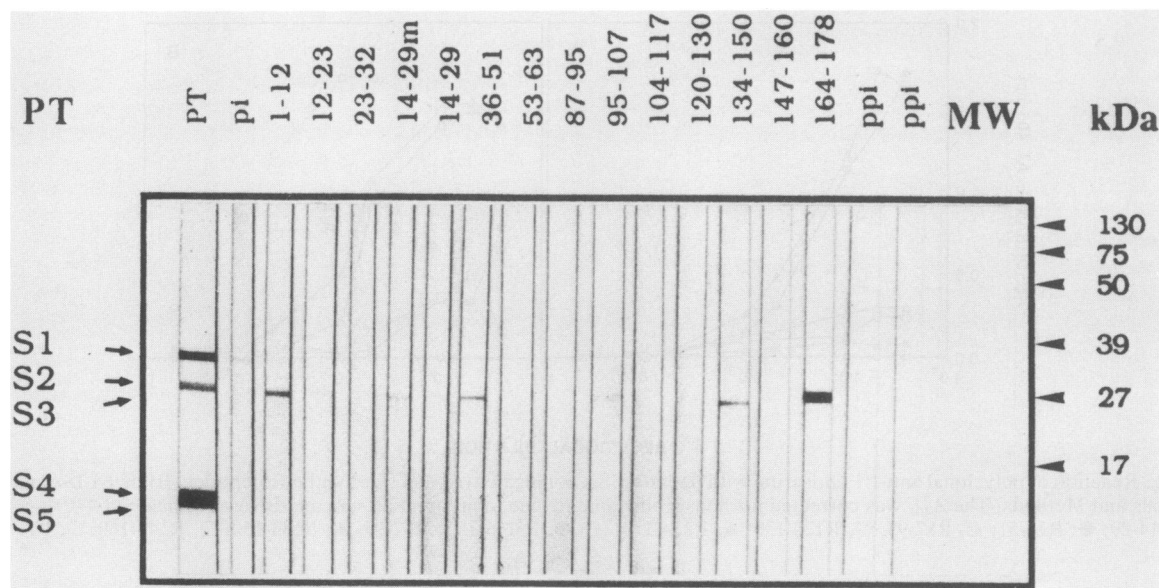 PT
PT
pi
1-12
12-23
23-32
14-29m
14-29
36-51
53-63
87-95
95-107
104-117
120-130
134-150
147-160
164-178
ppi
ppi
MW
kDa
130
75
50
S1
39
S2
27
S3
17
S4
S5